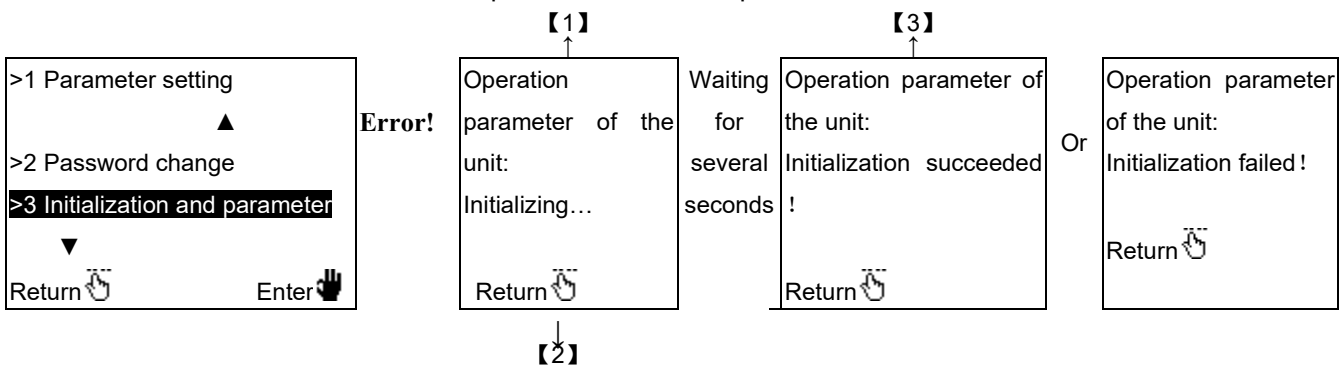 【1】
【3】
>1 Parameter setting
▲
>2 Password change
>3 Initialization and parameter
▼
Return
Enter
Error!
Operation
parameter of the
unit:
Initializing…
Return
Waiting
for
several
seconds
Operation parameter of
the unit:
Initialization succeeded
!
Return
Or
Operation parameter
of the unit:
Initialization failed!
Return
【2】